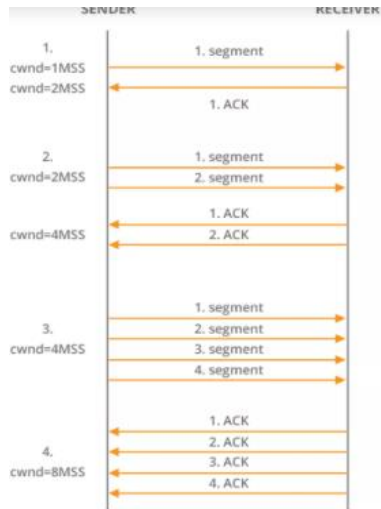 SENDER RECEIVER
1.
1. segment
cwnd=1MSS
cwnd=2MSS
1. ACK
2.
1. segment
cwnd=2MSS
2. segment
1. ACK
cwnd=4MSS
2. ACK
1. segment
2. segment
3.
3. segment
cwnd=4MSS
4. segment
1. ACK
2. ACK
4.
3. ACK
cwnd=8MSS
4. ACK